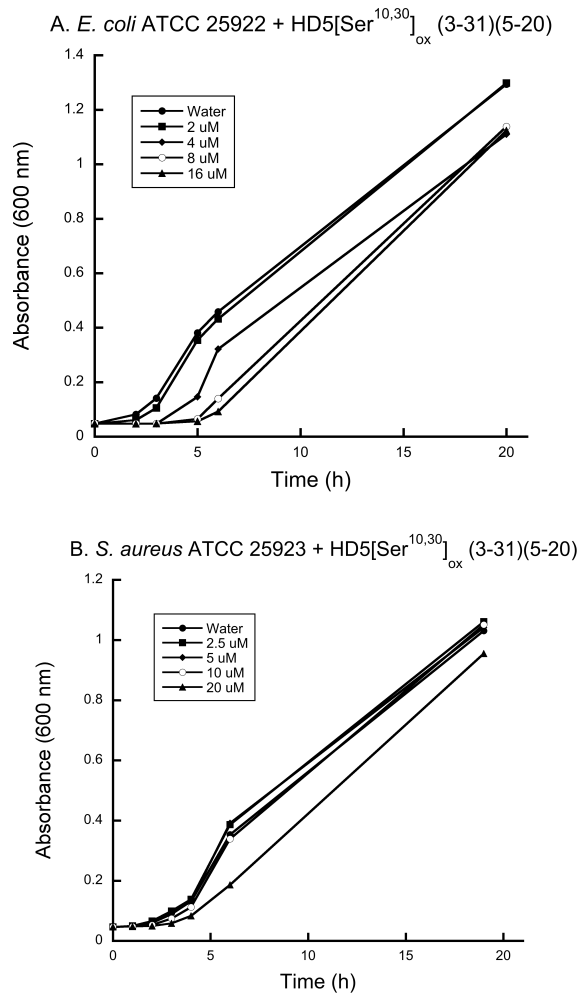 A. E. coli ATCC 25922 + HD5[Ser10,30]ox (3-31)(5-20)
1.4
1.2
1
0.8
0.6
0.4
0.2
0
Absorbance (600 nm)
Water
2 uM
4 uM
8 uM
16 uM
0 5 10 15 20
Time (h)
B. S. aureus ATCC 25923 + HD5[Ser10,30]ox (3-31)(5-20)
1.2
1
0.8
0.6
0.4
0.2
0
Absorbance (600 nm)
Water
2.5 uM
5 uM
10 uM
20 uM
0 5 10 15 20
Time (h)